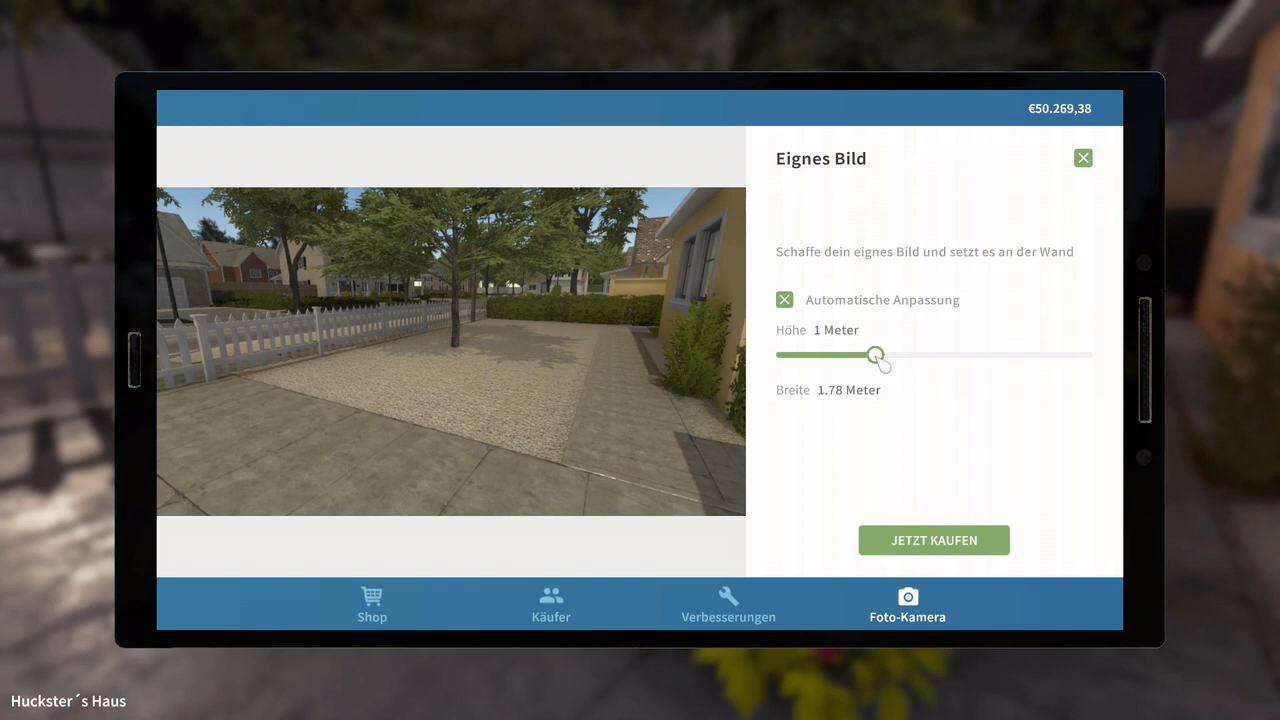 €50.269,38
Eignes Bild
Schaffe dein eignes Bild und setzt es an der Wand
Automatische Anpassung
Höhe 1 Meter
Breite 1.78 Meter
JETZT KAUFEN
Shop
Käufer
Verbesserungen
Foto-Kamera
Huckster´s Haus